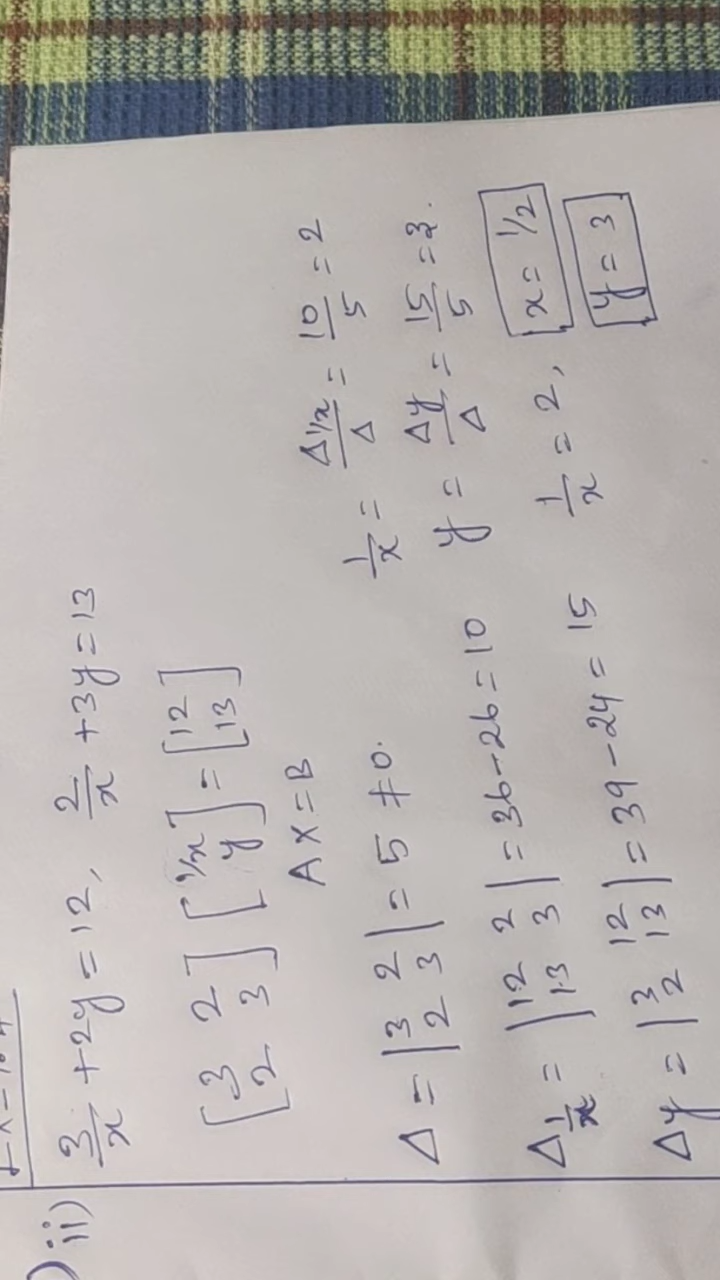 ii) 3/x + 2y = 12, 2/x + 3y = 13
[3 2; 2 3] [1/x; y] = [12; 13]
AX = B
Δ = |3 2; 2 3| = 5 ≠ 0.
Δ1/x = |12 2; 13 3| = 36 - 26 = 10
Δy = |3 12; 2 13| = 39 - 24 = 15
1/x = Δ1/x / Δ = 10/5 = 2
y = Δy/Δ = 15/5 = 3.
1/x = 2, x = 1/2
y = 3